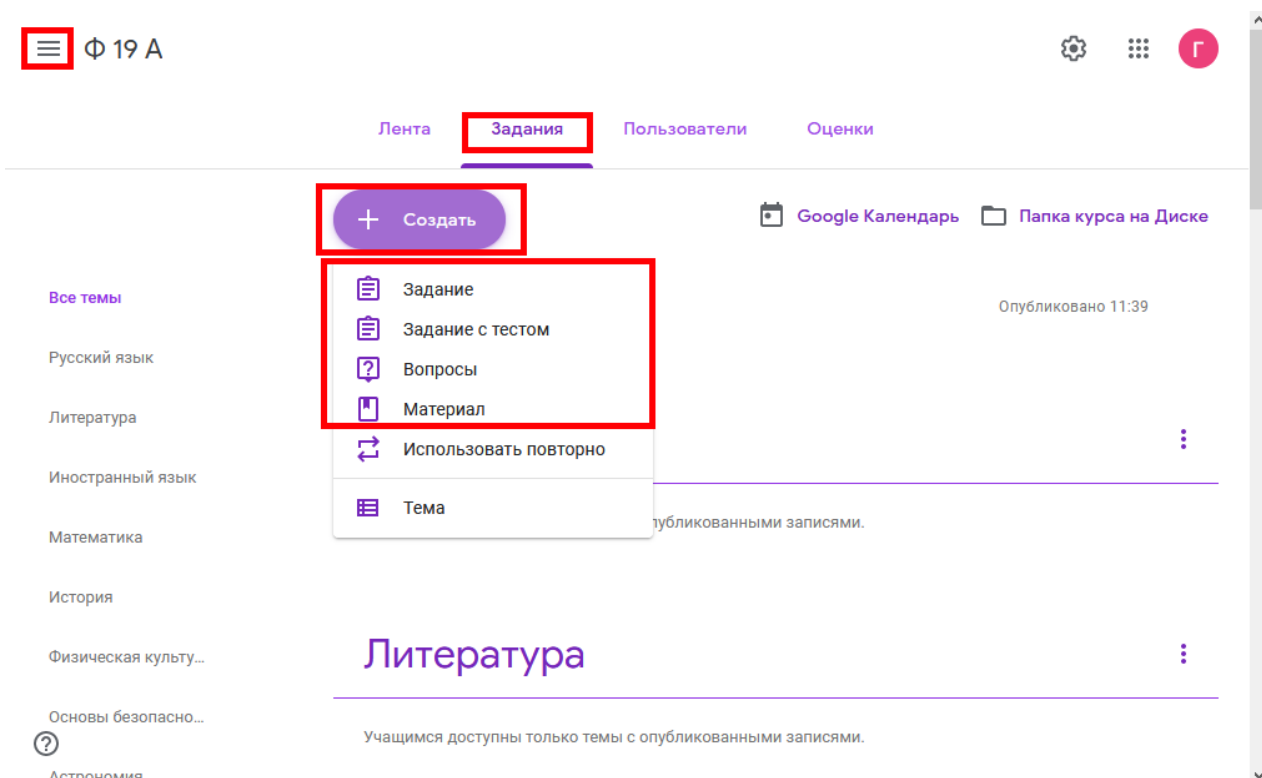 Ф 19 А
Г
Лента Задания Пользователи Оценки
Создать
Google Календарь Папка курса на Диске
Задание
Все темы
Опубликовано 11:39
Задание с тестом
Русский язык
Вопросы
Материал
Литература
Использовать повторно
Иностранный язык
Тема
опубликованными записями.
Математика
История
Физическая культу...
Литература
Основы безопасно...
Учащимся доступны только темы с опубликованными записями.
Астрономия